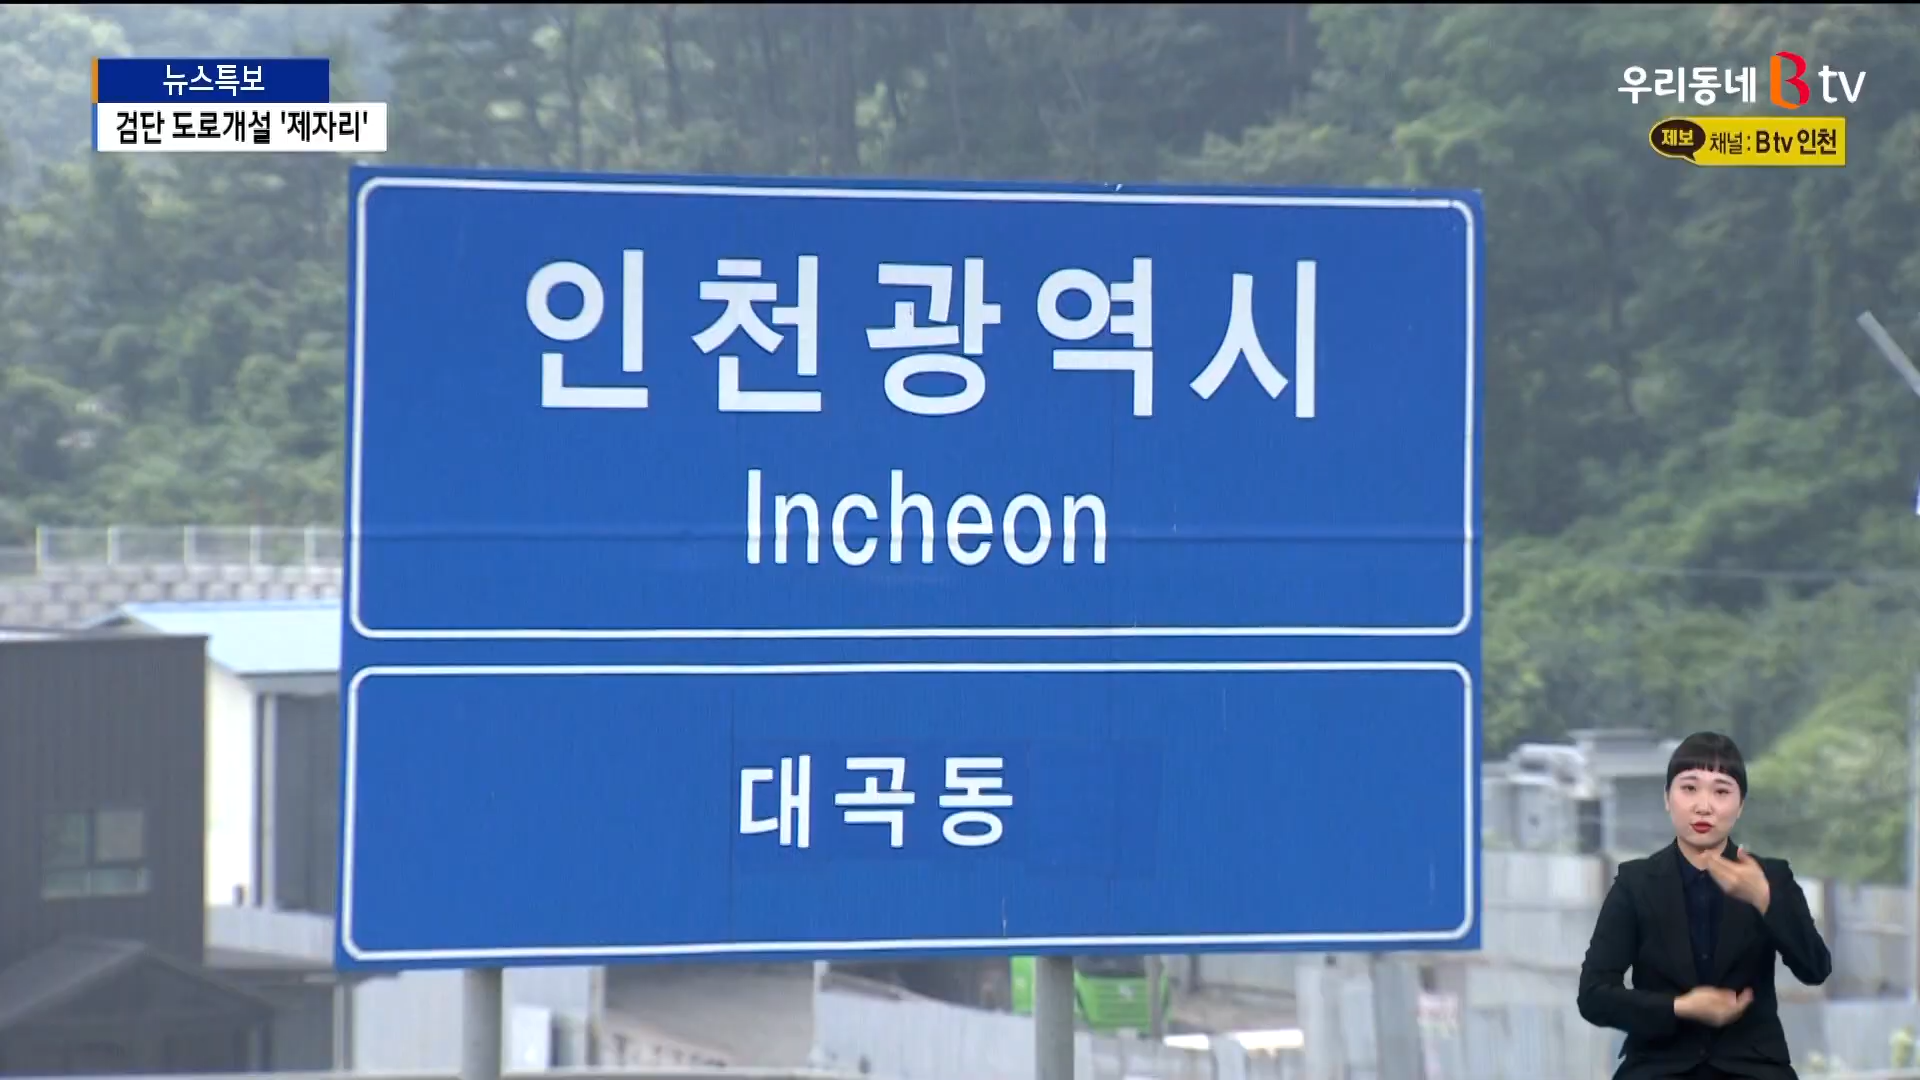 뉴스특보
검단 도로개설 '제자리'
우리동네 B tv
제보 채널 : B tv 인천
인천광역시
Incheon
대곡동